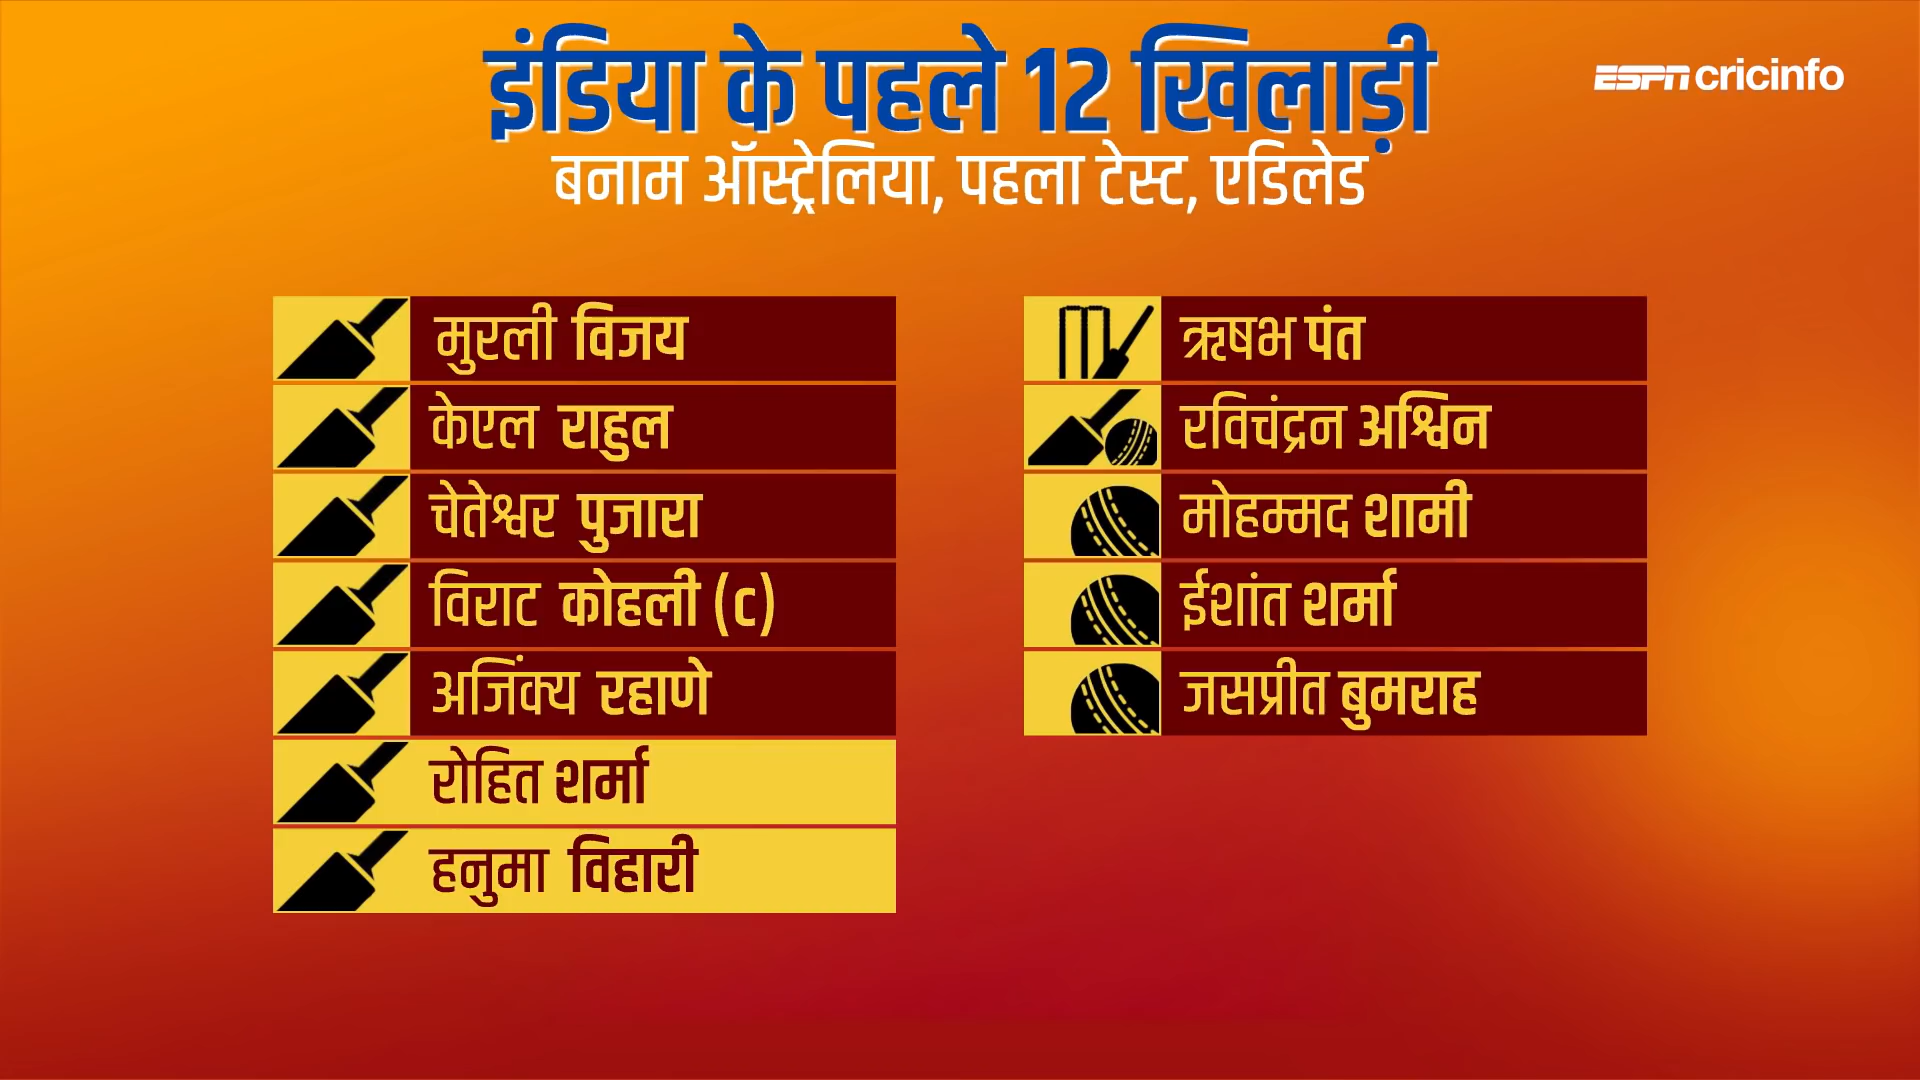 इंडिया के पहले 12 खिलाड़ी
ESPN cricinfo
बनाम ऑस्ट्रेलिया, पहला टेस्ट, एडिलेड
मुरली विजय
केएल राहुल
चेतेश्वर पुजारा
विराट कोहली (C)
अजिंक्य रहाणे
रोहित शर्मा
हनुमा विहारी
ऋषभ पंत
रविचंद्रन अश्विन
मोहम्मद शामी
ईशांत शर्मा
जसप्रीत बुमराह